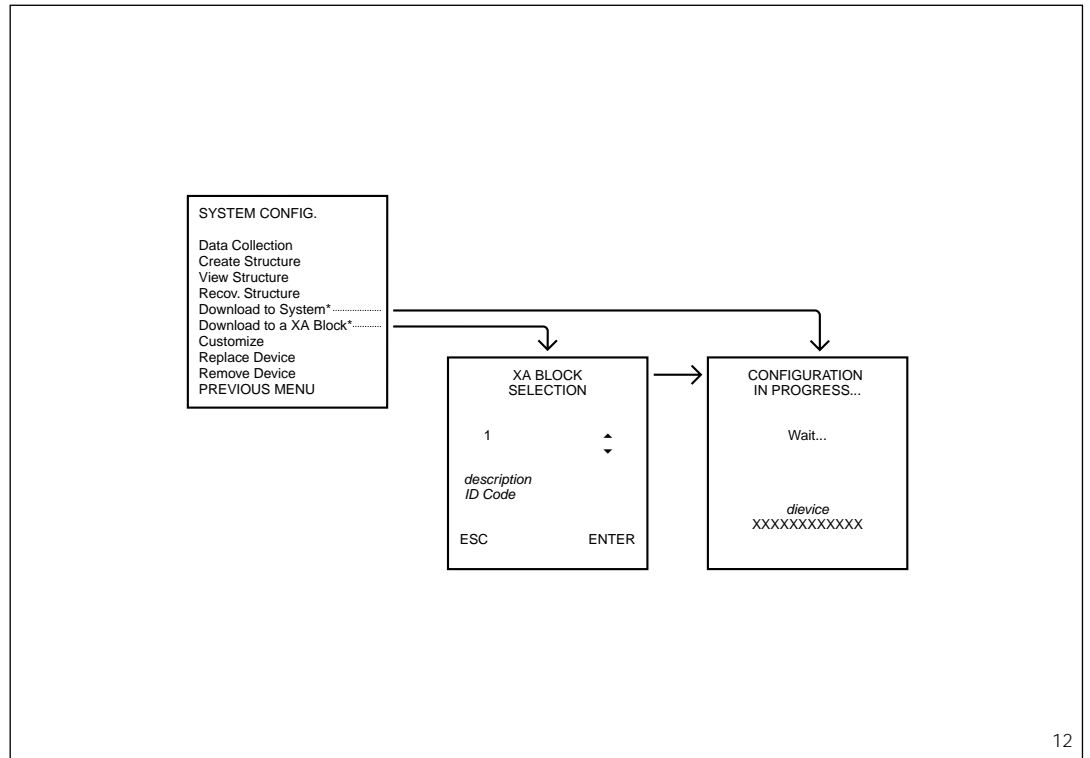 SYSTEM CONFIG.
Data Collection
Create Structure
View Structure
Recov. Structure
Download to System*
Download to a XA Block*
Customize
Replace Device
Remove Device
PREVIOUS MENU
XA BLOCK
SELECTION
1
description
ID Code
ESC ENTER
CONFIGURATION
IN PROGRESS...
Wait...
dievice
XXXXXXXXXXXX
12